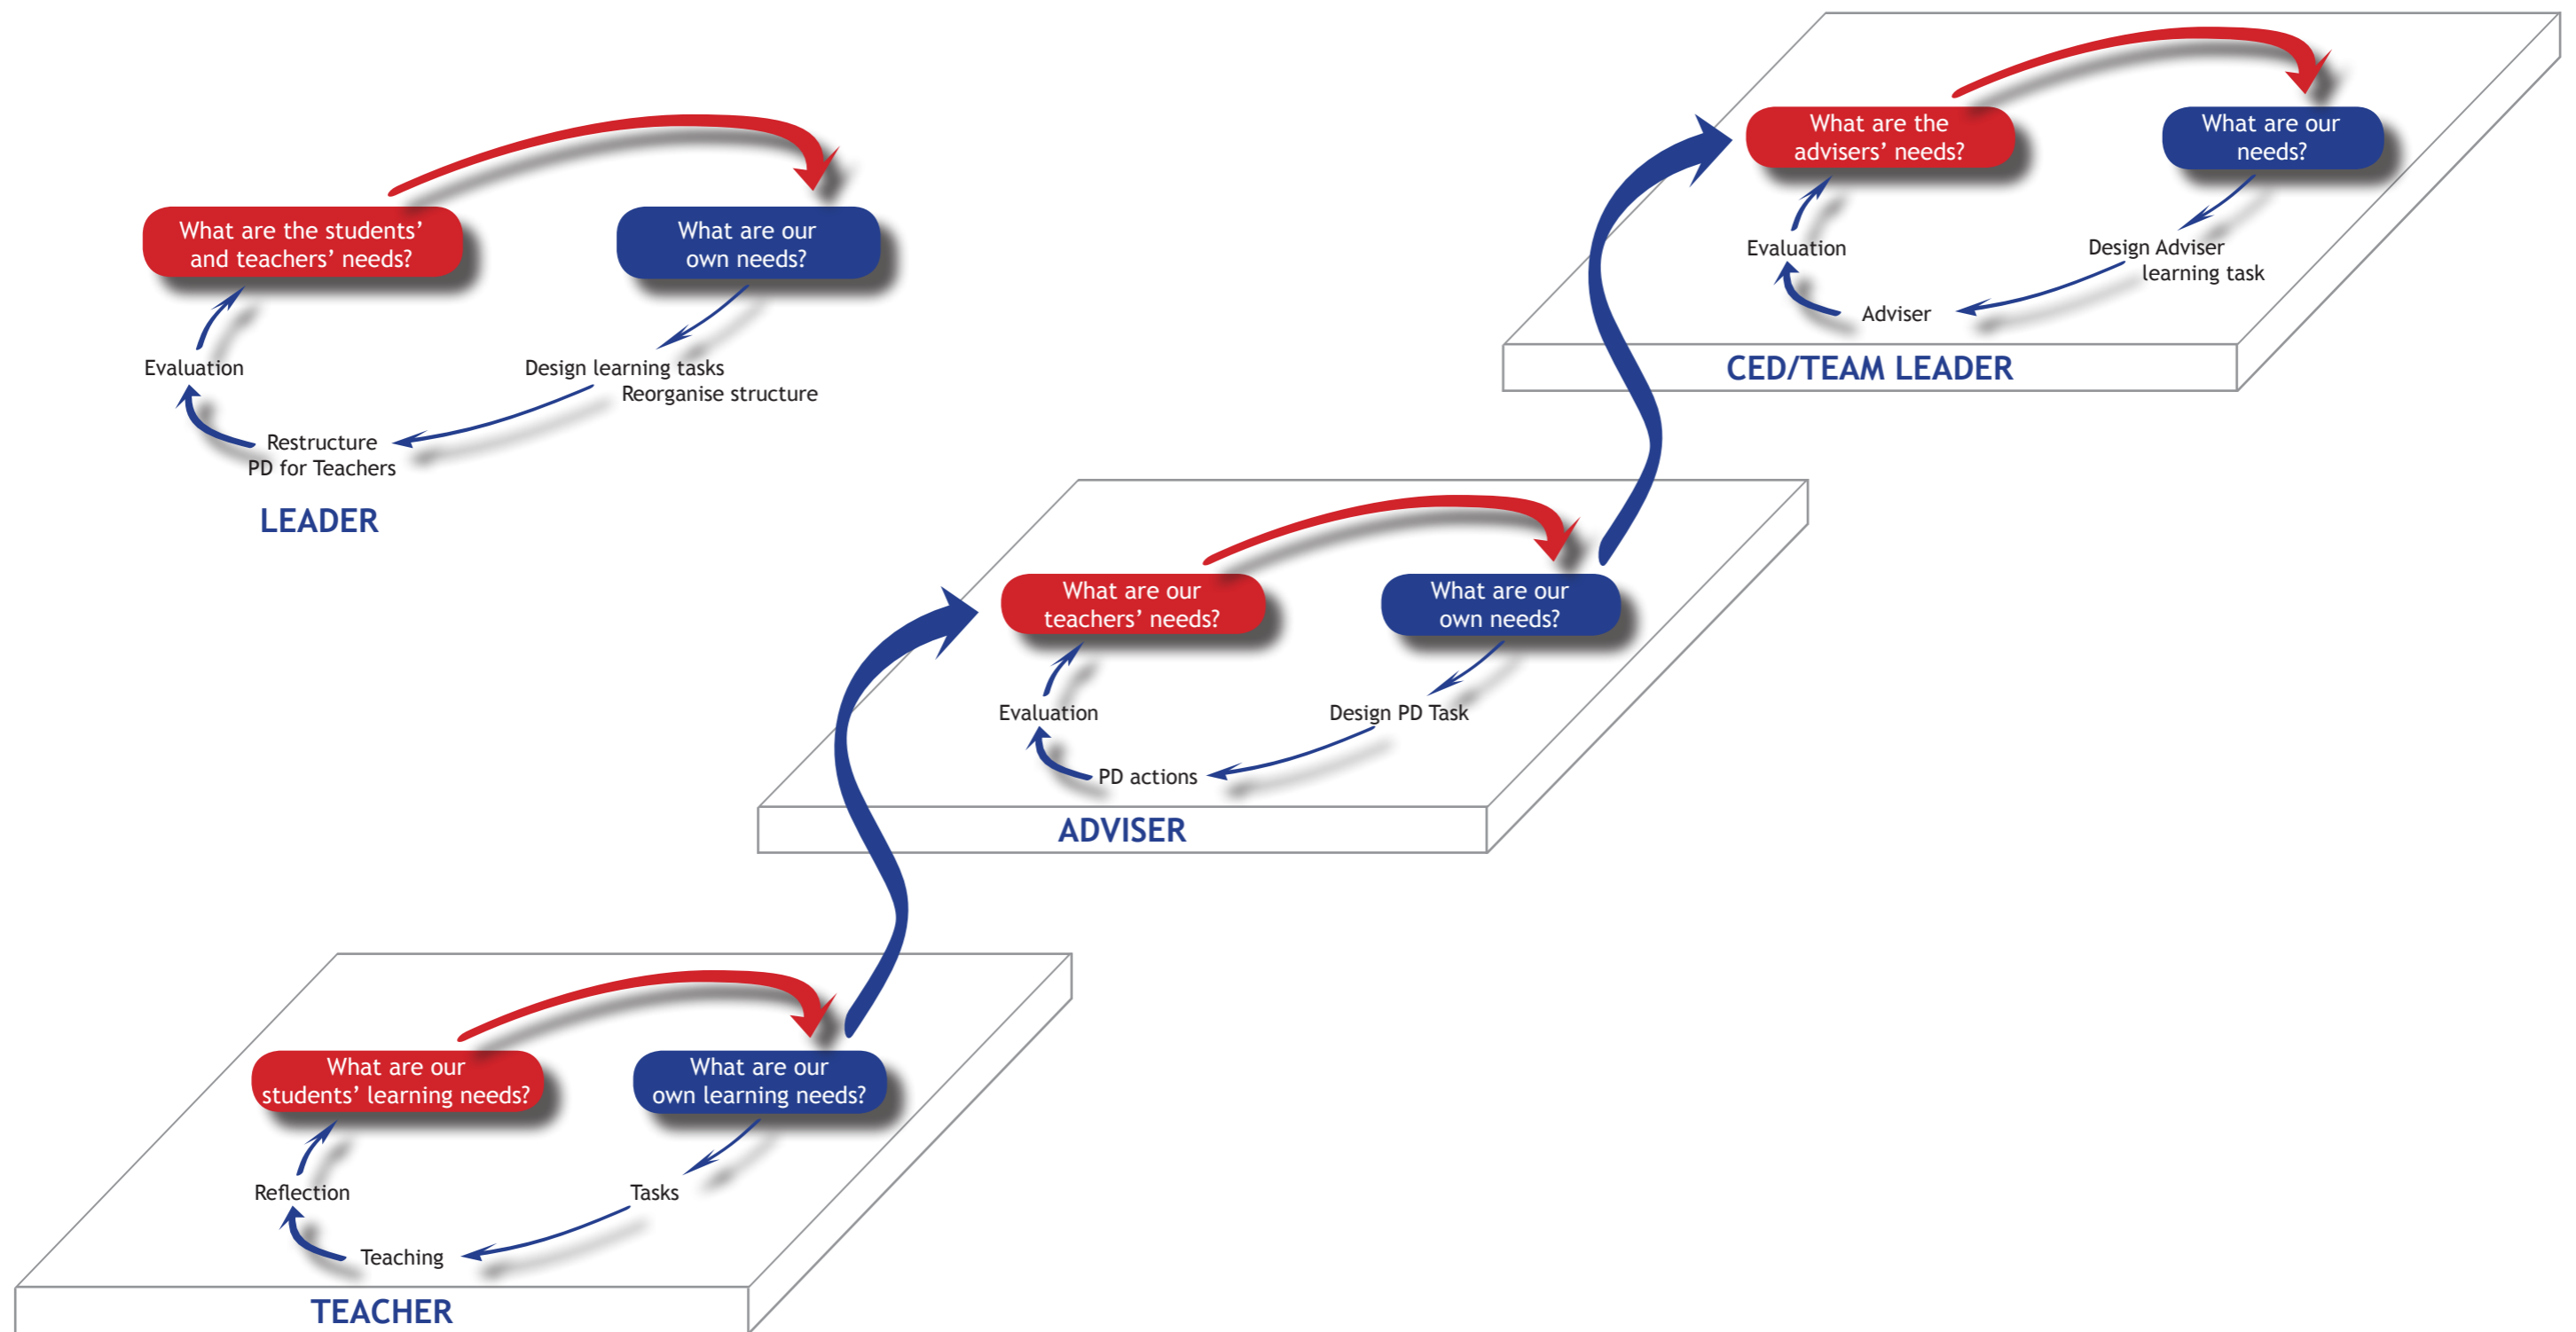 What are the students’
and teachers’ needs?
What are our
own needs?
Evaluation
Design learning tasks
Reorganise structure
Restructure
PD for Teachers
LEADER
What are the
advisers’ needs?
What are our
needs?
Evaluation
Design Adviser
learning task
Adviser
CED/TEAM LEADER
What are our
teachers’ needs?
What are our
own needs?
Evaluation
Design PD Task
PD actions
ADVISER
What are our
students’ learning needs?
What are our
own learning needs?
Reflection
Tasks
Teaching
TEACHER